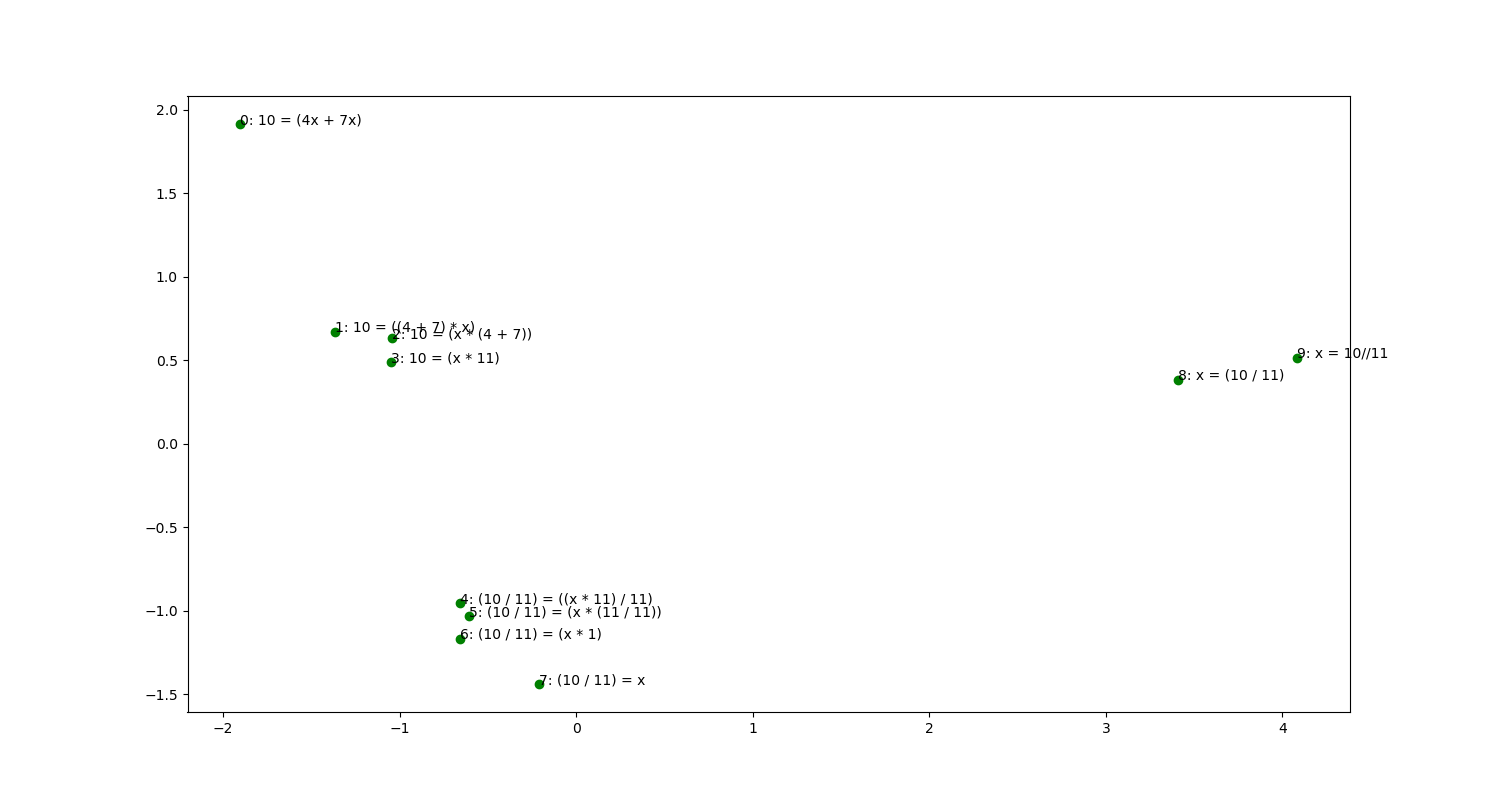 2.0
0: 10 = (4x + 7x)
1.5
1.0
1: 10 = ((4 + 7) * x)
2: 10 = (x * (4 + 7))
0.5
3: 10 = (x * 11)
9: x = 10//11
8: x = (10 / 11)
0.0
−0.5
4: (10 / 11) = ((x * 11) / 11)
−1.0
5: (10 / 11) = (x * (11 / 11))
6: (10 / 11) = (x * 1)
7: (10 / 11) = x
−1.5
−2 −1 0 1 2 3 4